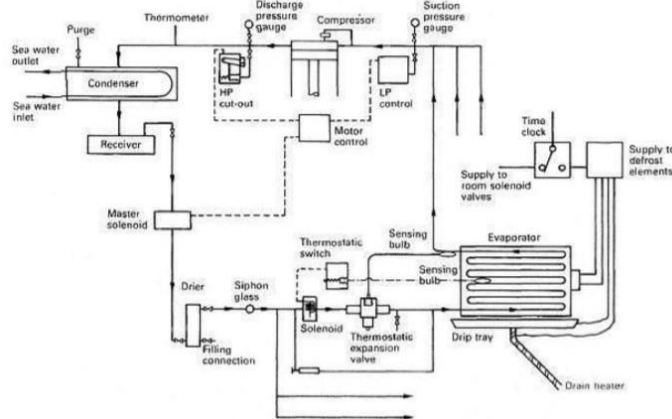 Discharge
pressure
gauge
Suction
pressure
gauge
Thermometer
Compressor
Purge
Sea water
outlet
Condenser
Sea water
inlet
HP
cut-out
LP
control
Receiver
Motor
control
Time
clock
Supply to
defrost
elements
Supply to
room solenoid
valves
Master
solenoid
Sensing
bulb
Evaporator
Thermostatic
switch
Sensing
bulb
Drier
Siphon
glass
Solenoid
Thermostatic
expansion
valve
Filling
connection
Drip tray
Drain heater